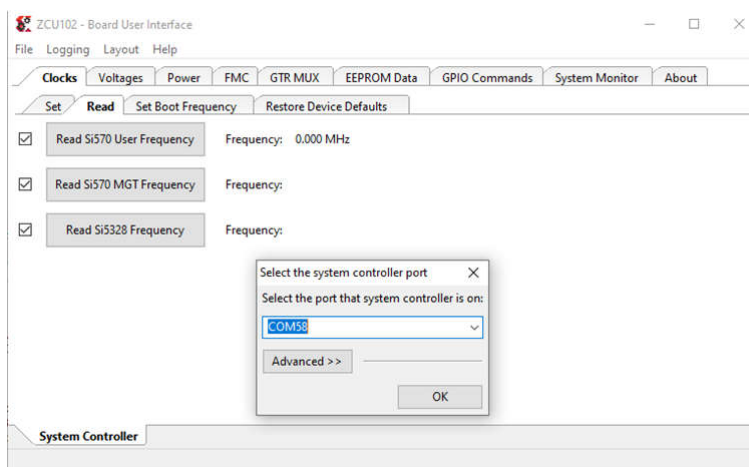 ZCU102 - Board User Interface
File Logging Layout Help
Clocks Voltages Power FMC GTR MUX EEPROM Data GPIO Commands System Monitor About
Set Read Set Boot Frequency Restore Device Defaults
Read Si570 User Frequency Frequency: 0.000 MHz
Read Si570 MGT Frequency Frequency:
Read Si5328 Frequency Frequency:
Select the system controller port
Select the port that system controller is on:
COM58
Advanced >>
OK
System Controller